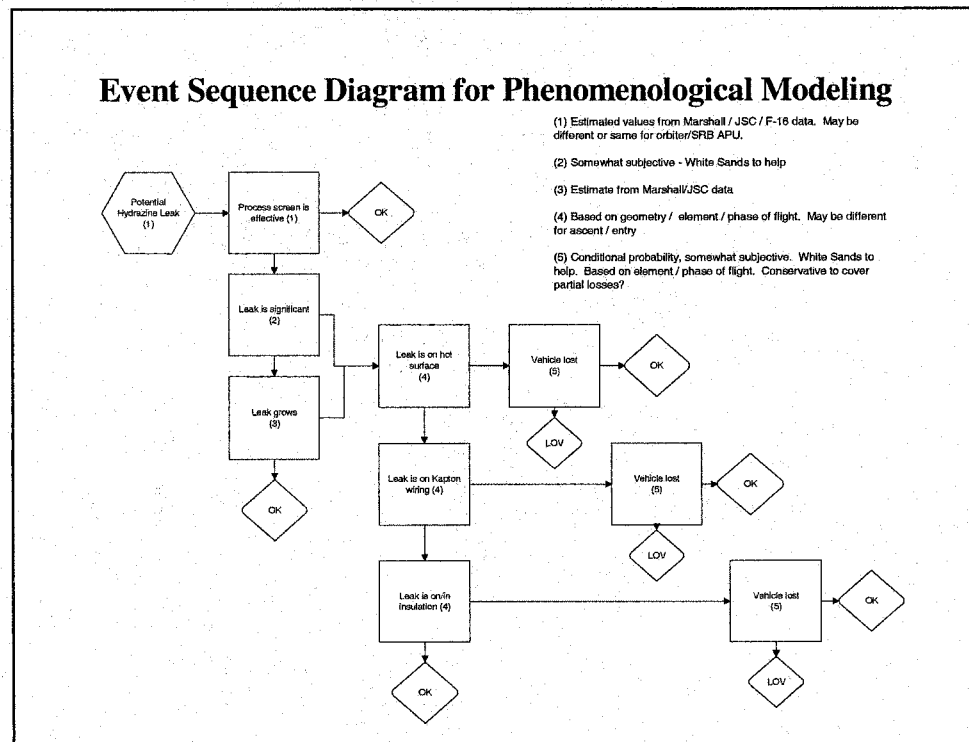 Event Sequence Diagram for Phenomenological Modeling
(1) Estimated values from Marshall / JSC / F-16 data. May be
different or same for orbiter/SRB APU.
(2) Somewhat subjective - White Sands to help
(3) Estimate from Marshall/JSC data
(4) Based on geometry / element / phase of flight. May be different
for ascent / entry
(5) Conditional probability, somewhat subjective. White Sands to
help. Based on element / phase of flight. Conservative to cover
partial losses?
Potential
Hydrazine Leak
(1)
Process screen is
effective (1)
OK
Leak is significant
(2)
Leak is on hot
surface
(4)
Vehicle lost
(5)
OK
Leak grows
(3)
LOV
Leak is on Kapton
wiring (4)
Vehicle lost
(5)
OK
OK
LOV
Leak is on/in
insulation (4)
Vehicle lost
(5)
OK
OK
LOV